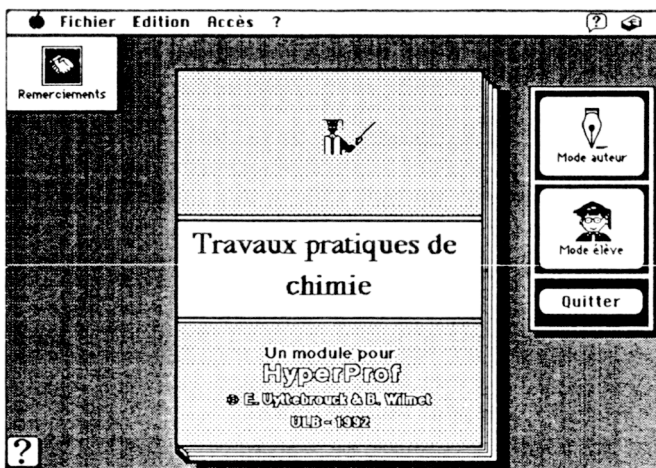 Fichier Edition Accès ?
?
Remerciements
Mode auteur
Mode élève
Quitter
Travaux pratiques de
chimie
Un module pour
HyperProf
© E. Uyttebrouck & B. Wilmet
ULB - 1992
?